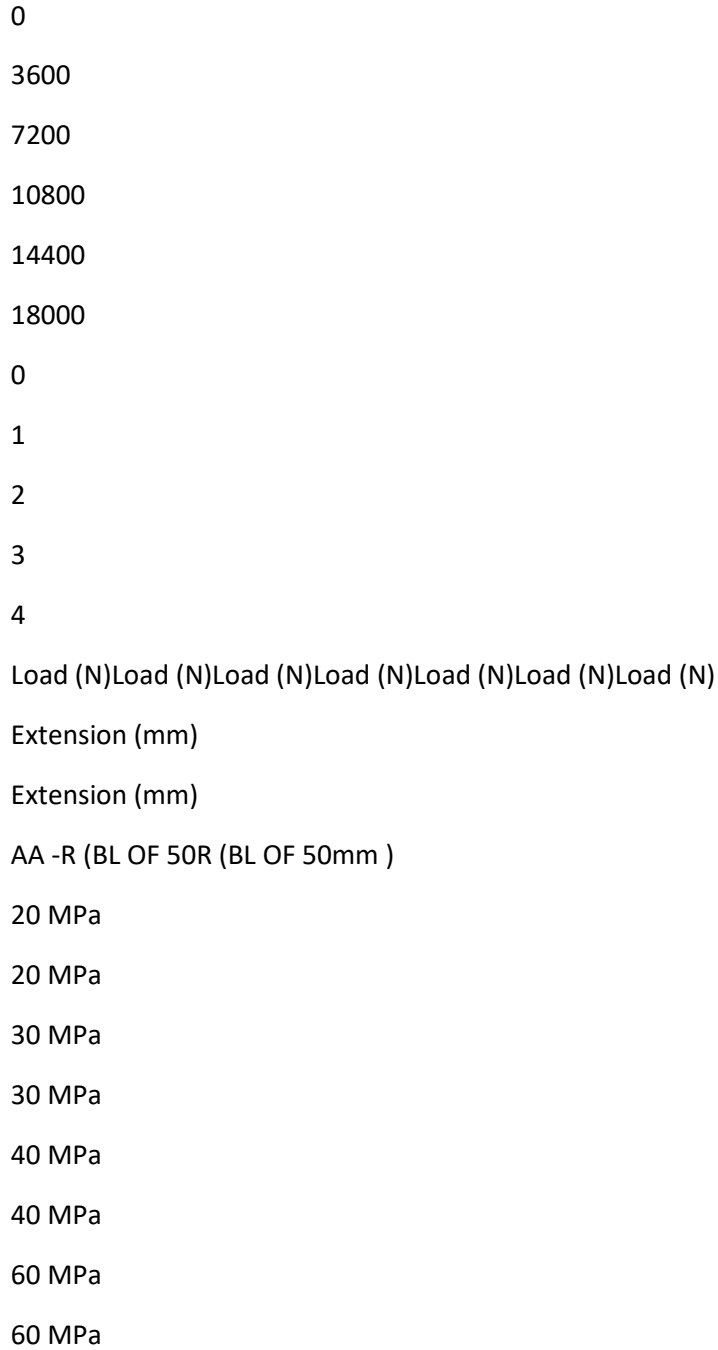 0
3600
7200
10800
14400
18000
0
1
2
3
4
Load (N)Load (N)Load (N)Load (N)Load (N)Load (N)Load (N)
Extension (mm)
Extension (mm)
AA -R (BL OF 50R (BL OF 50mm )
20 MPa
20 MPa
30 MPa
30 MPa
40 MPa
40 MPa
60 MPa
60 MPa